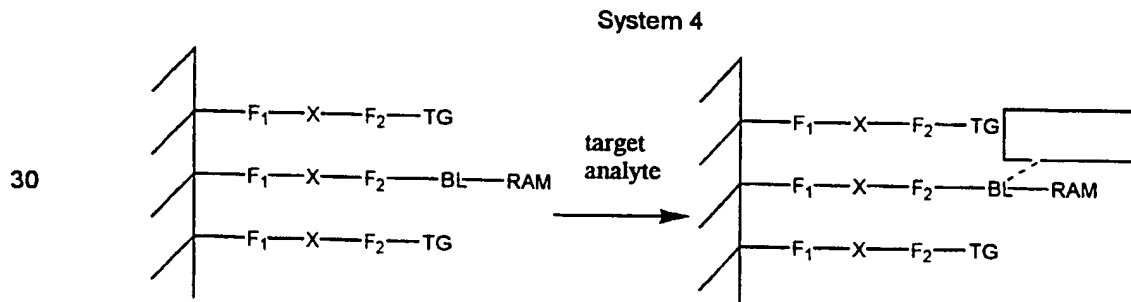 System 4
F₁—X—F₂—TG
F₁—X—F₂—TG
target
analyte
30
F₁—X—F₂—BL—RAM
F₁—X—F₂—BL—RAM
F₁—X—F₂—TG
F₁—X—F₂—TG